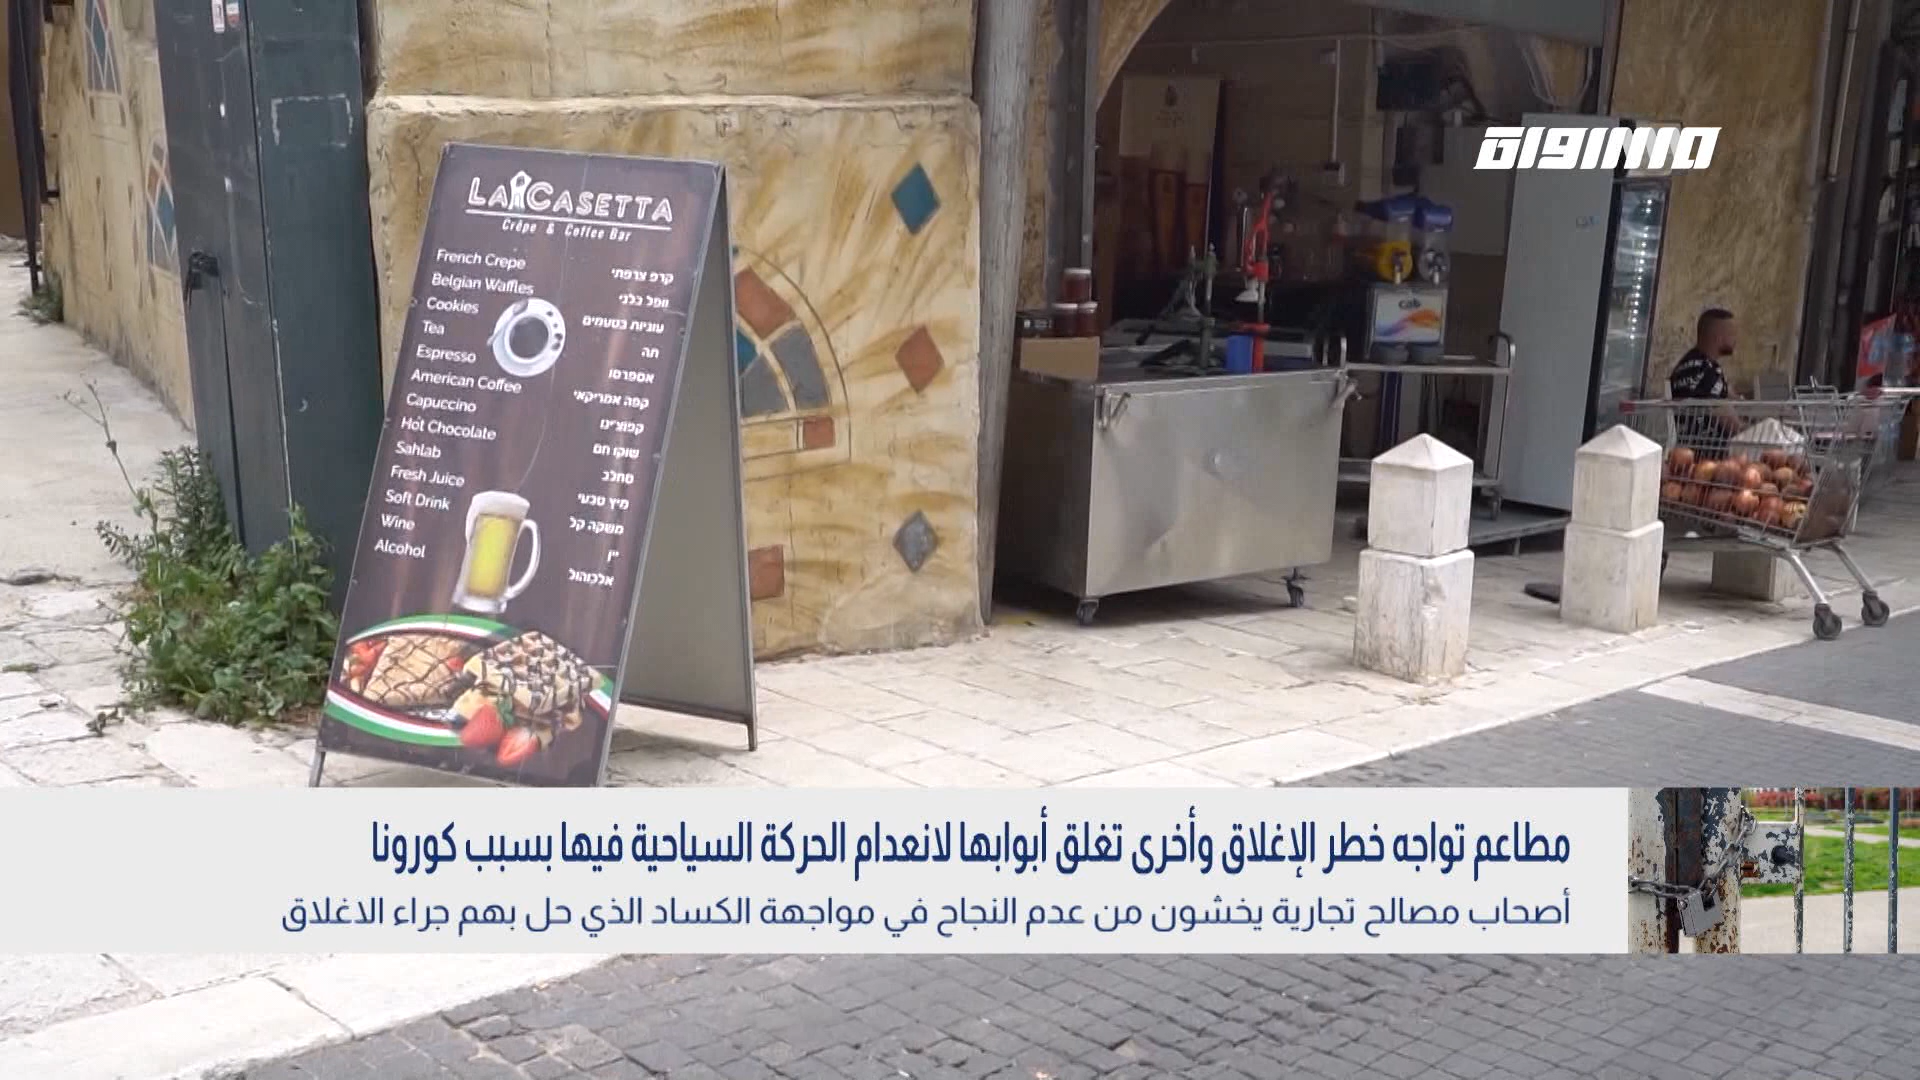 مساواة
LA CASETTA
Crêpe & Coffee Bar
French Crepe קרפ צרפתי
Belgian Waffles וופל בלגי
Cookies עוגיות בטעמים
Tea תה
Espresso אספרסו
American Coffee קפה אמריקאי
Capuccino קפוצ'ינו
Hot Chocolate שוקו חם
Sahlab סחלב
Fresh Juice מיץ טבעי
Soft Drink משקה קל
Wine יין
Alcohol אלכוהול
cab
مطاعم تواجه خطر الإغلاق وأخرى تغلق أبوابها لانعدام الحركة السياحية فيها بسبب كورونا
أصحاب مصالح تجارية يخشون من عدم النجاح في مواجهة الكساد الذي حل بهم جراء الاغلاق